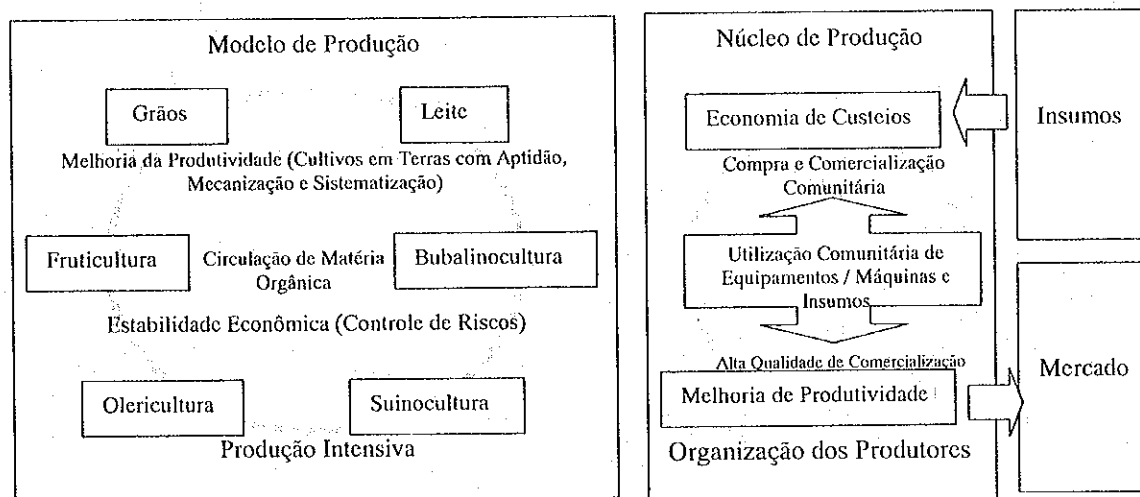 Modelo de Produção
Grãos
Leite
Melhoria da Produtividade (Cultivos em Terras com Aptidão,
Mecanização e Sistematização)
Fruticultura
Circulação de Matéria
Orgânica
Bubalinocultura
Estabilidade Econômica (Controle de Riscos)
Olericultura
Suinocultura
Produção Intensiva
Núcleo de Produção
Economia de Custeios
Compra e Comercialização
Comunitária
Utilização Comunitária de
Equipamentos / Máquinas e
Insumos
Alta Qualidade de Comercialização
Melhoria de Produtividade
Organização dos Produtores
Insumos
Mercado